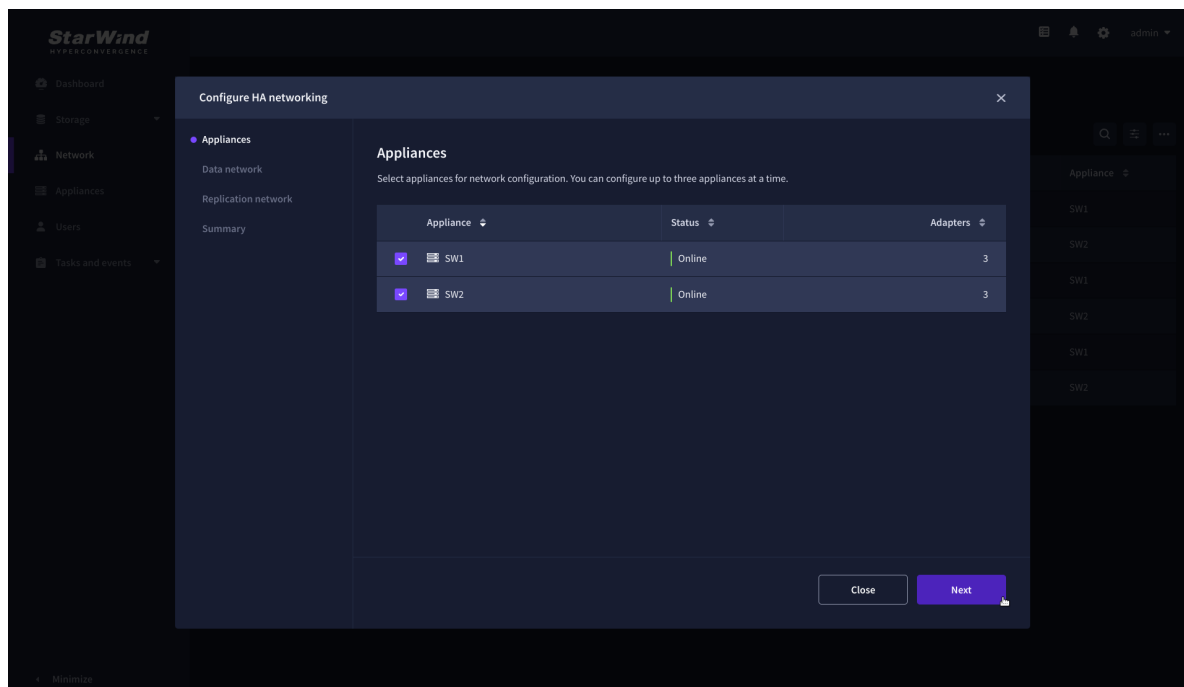 StarWind
HYPERCONVERGENCE
admin
Dashboard
Storage
Network
Appliances
Users
Tasks and events
Minimize
Configure HA networking
Appliances
Data network
Replication network
Summary
Appliances
Select appliances for network configuration. You can configure up to three appliances at a time.
Appliance Status Adapters
SW1 Online 3
SW2 Online 3
Close Next
Appliance
SW1
SW2
SW1
SW2
SW1
SW2